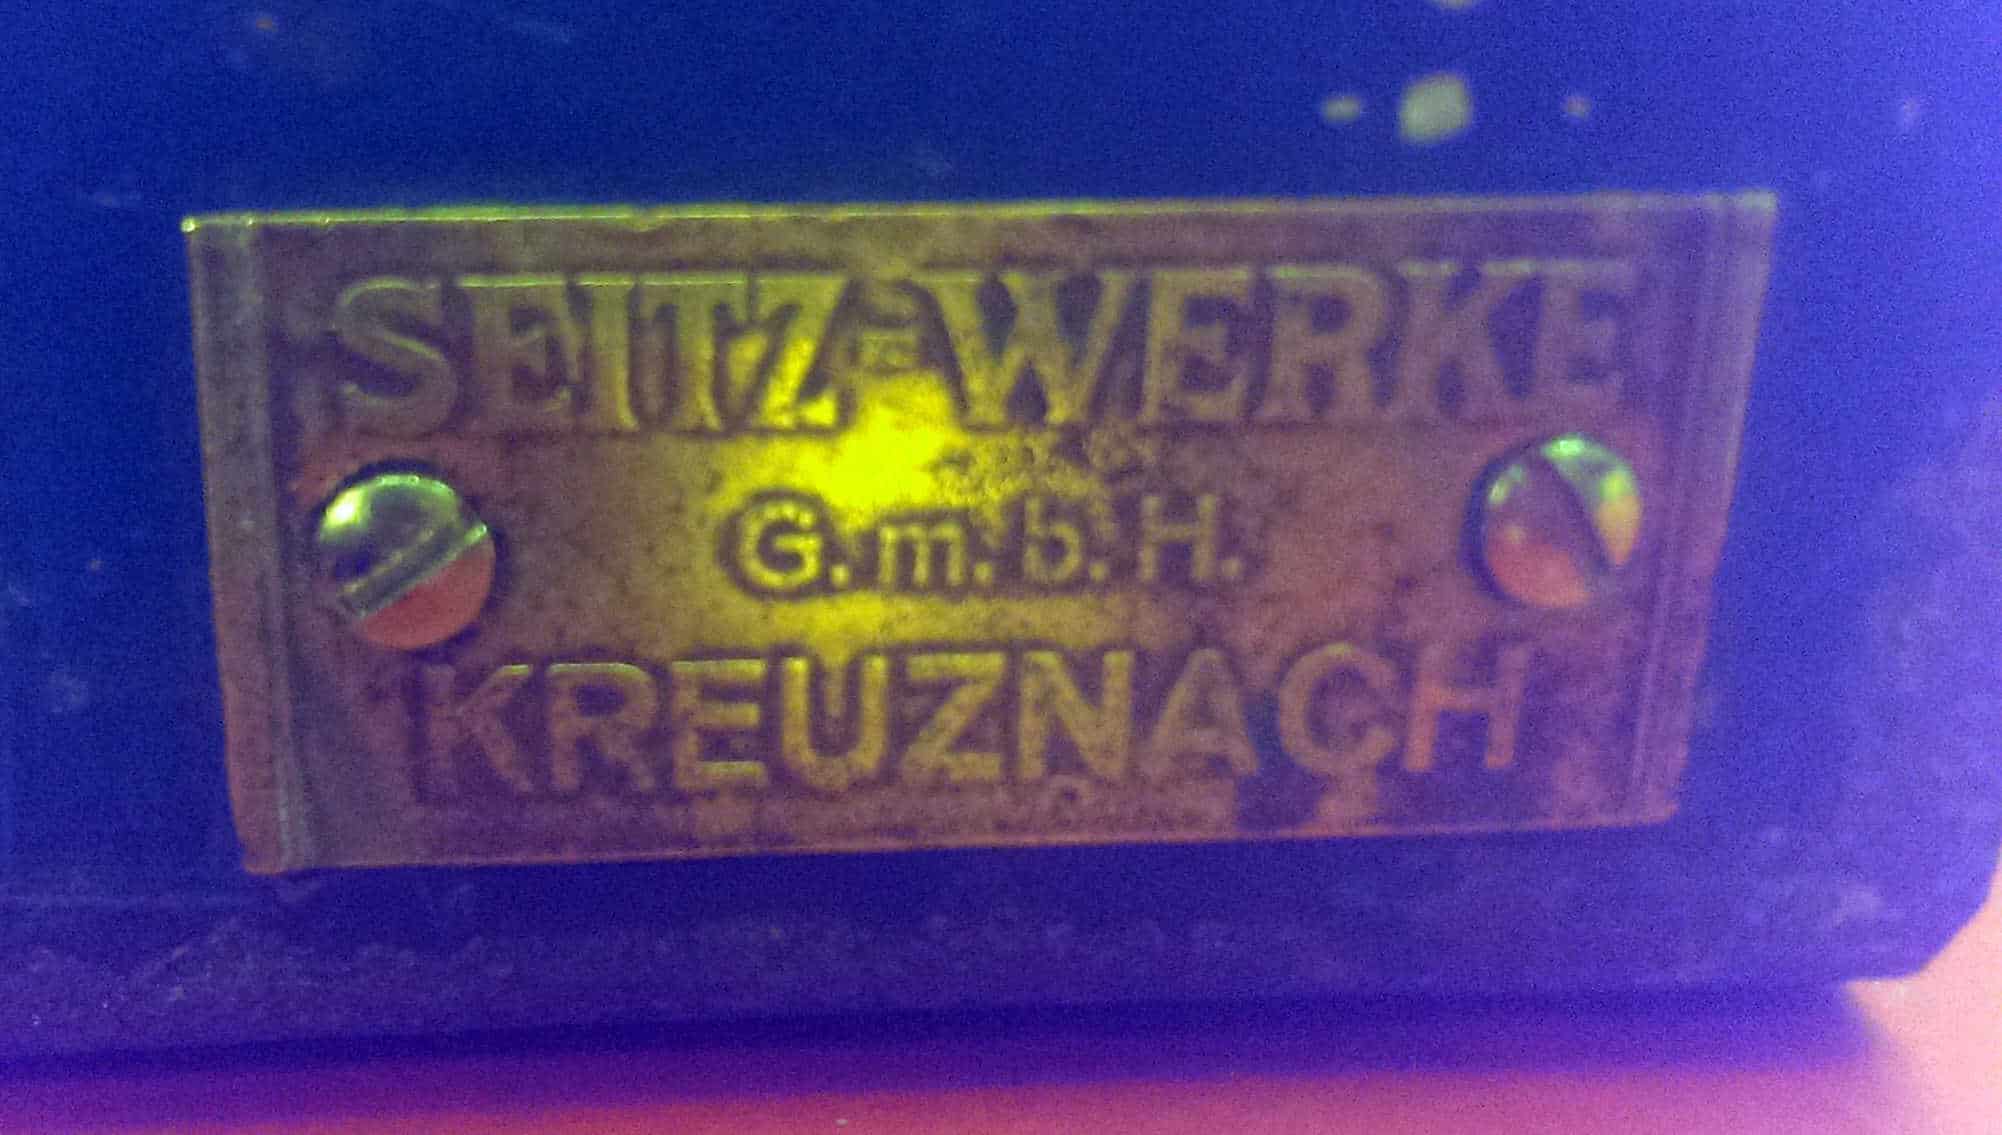 SEITZ-WERKE
G.m.b.H.
KREUZNACH